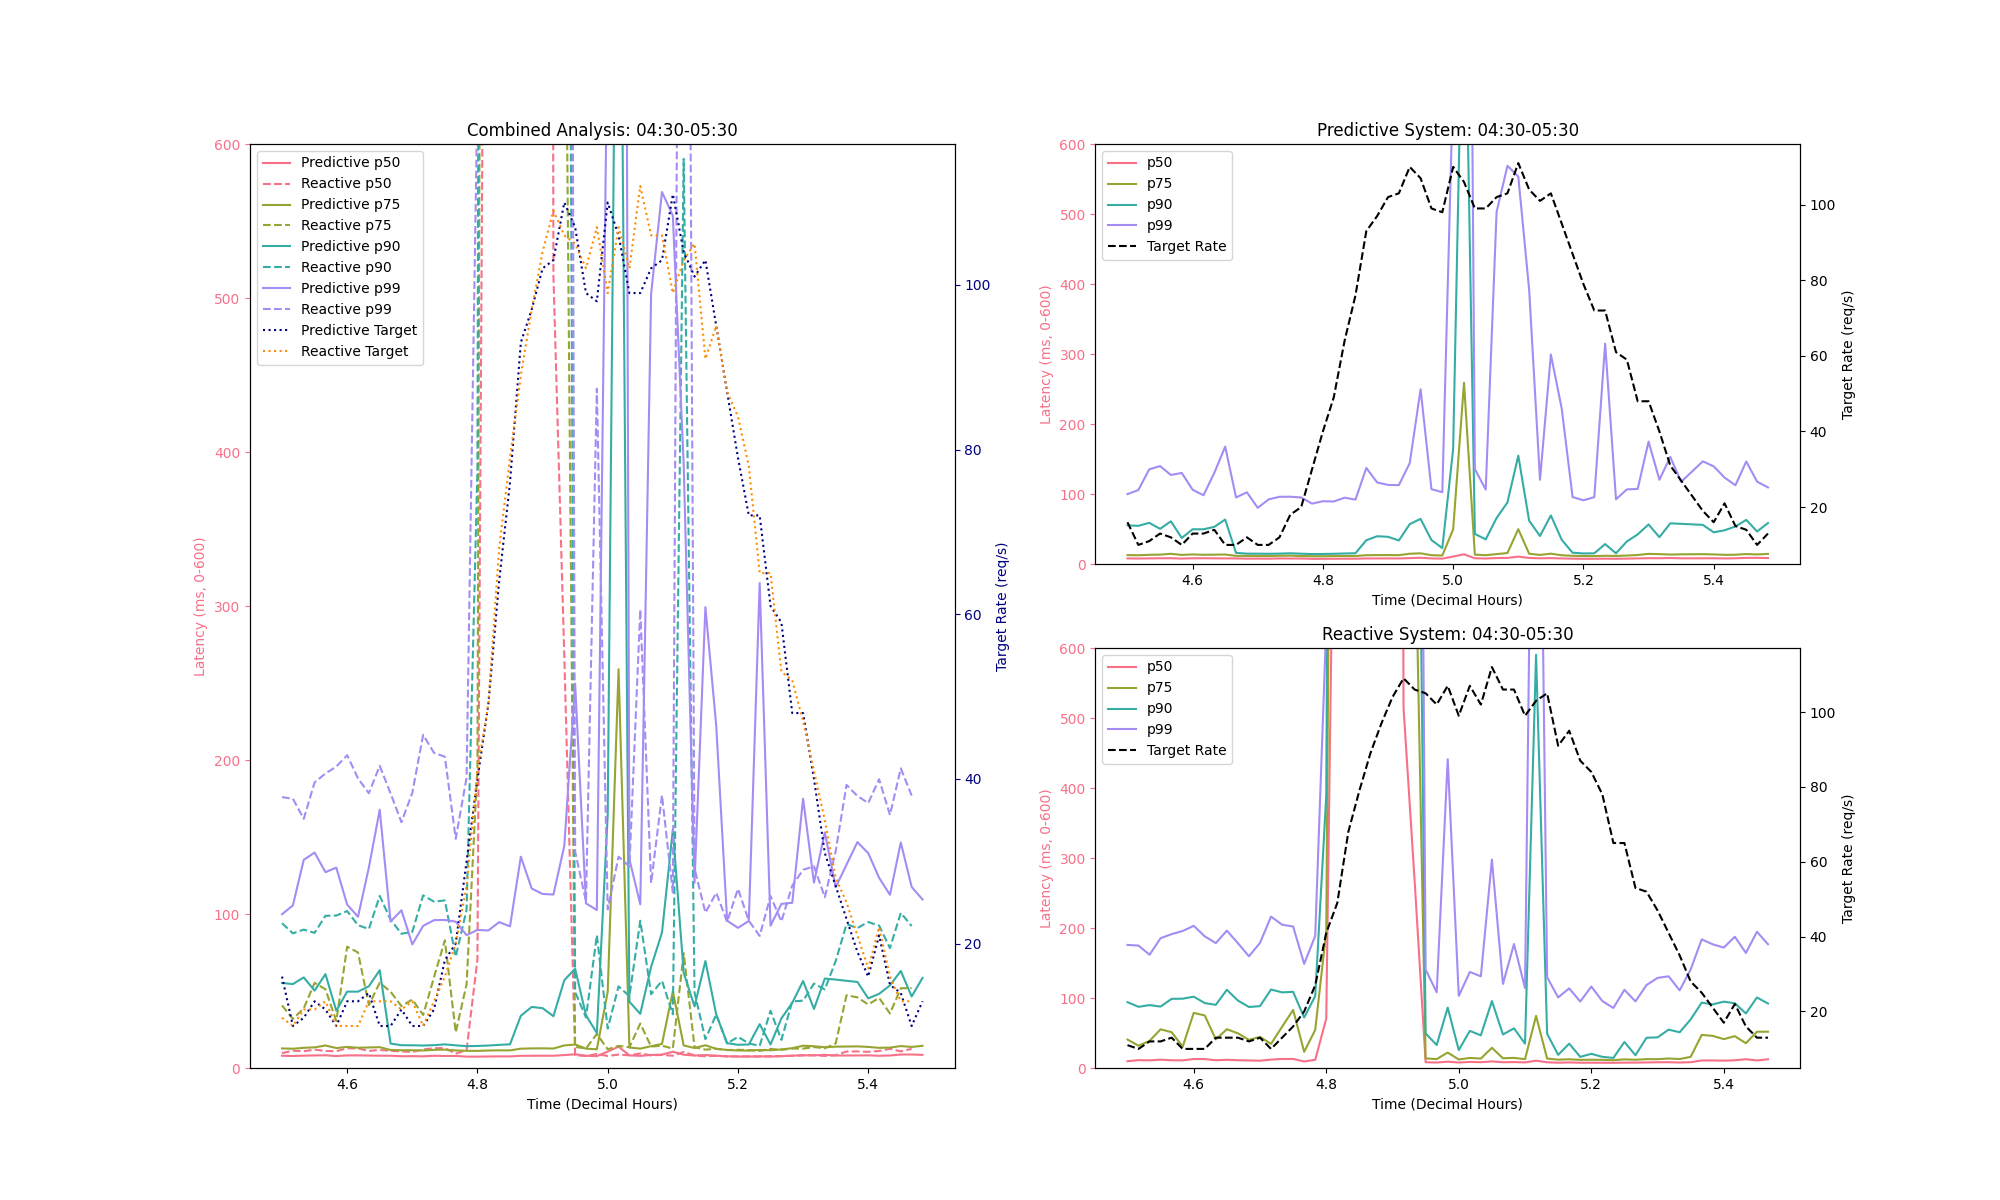 Combined Analysis: 04:30-05:30
Predictive p50
Reactive p50
Predictive p75
Reactive p75
Predictive p90
Reactive p90
Predictive p99
Reactive p99
Predictive Target
Reactive Target
600
500
400
300
200
100
0
Latency (ms, 0-600)
100
80
60
40
20
Target Rate (req/s)
4.6 4.8 5.0 5.2 5.4
Time (Decimal Hours)
Predictive System: 04:30-05:30
p50
p75
p90
p99
Target Rate
600
500
400
300
200
100
0
Latency (ms, 0-600)
100
80
60
40
20
Target Rate (req/s)
4.6 4.8 5.0 5.2 5.4
Time (Decimal Hours)
Reactive System: 04:30-05:30
p50
p75
p90
p99
Target Rate
600
500
400
300
200
100
0
Latency (ms, 0-600)
100
80
60
40
20
Target Rate (req/s)
4.6 4.8 5.0 5.2 5.4
Time (Decimal Hours)